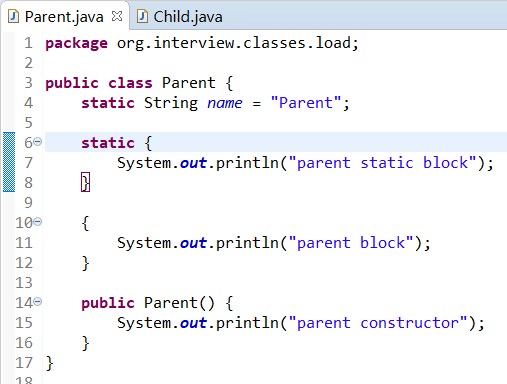 Parent.java Child.java
1 package org.interview.classes.load;
2
3 public class Parent {
4 static String name = "Parent";
5
6 static {
7 System.out.println("parent static block");
8 }
9
10 {
11 System.out.println("parent block");
12 }
13
14 public Parent() {
15 System.out.println("parent constructor");
16 }
17 }
18